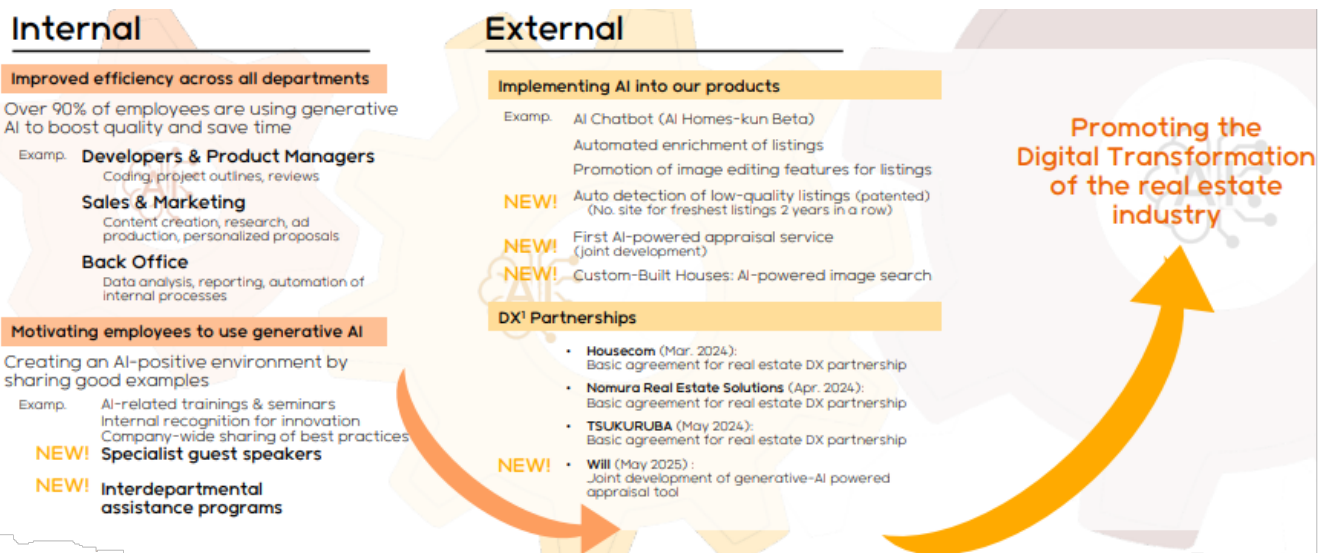 Internal
Improved efficiency across all departments
Over 90% of employees are using generative
AI to boost quality and save time
Examp. Developers & Product Managers
Coding, project outlines, reviews
Sales & Marketing
Content creation, research, ad
production, personalized proposals
Back Office
Data analysis, reporting, automation of
internal processes
Motivating employees to use generative AI
Creating an AI-positive environment by
sharing good examples
Examp. AI-related trainings & seminars
Internal recognition for innovation
Company-wide sharing of best practices
NEW! Specialist guest speakers
NEW! Interdepartmental
assistance programs
External
Implementing AI into our products
Examp. AI Chatbot (AI Homes-kun Beta)
Automated enrichment of listings
Promotion of image editing features for listings
NEW! Auto detection of low-quality listings (patented)
(No. site for freshest listings 2 years in a row)
NEW! First AI-powered appraisal service
(joint development)
NEW! Custom-Built Houses: AI-powered image search
DX¹ Partnerships
• Housecom (Mar. 2024):
Basic agreement for real estate DX partnership
• Nomura Real Estate Solutions (Apr. 2024):
Basic agreement for real estate DX partnership
• TSUKURUBA (May 2024):
Basic agreement for real estate DX partnership
NEW! • Will (May 2025) :
Joint development of generative-AI powered
appraisal tool
Promoting the
Digital Transformation
of the real estate
industry
AI
AI
AI